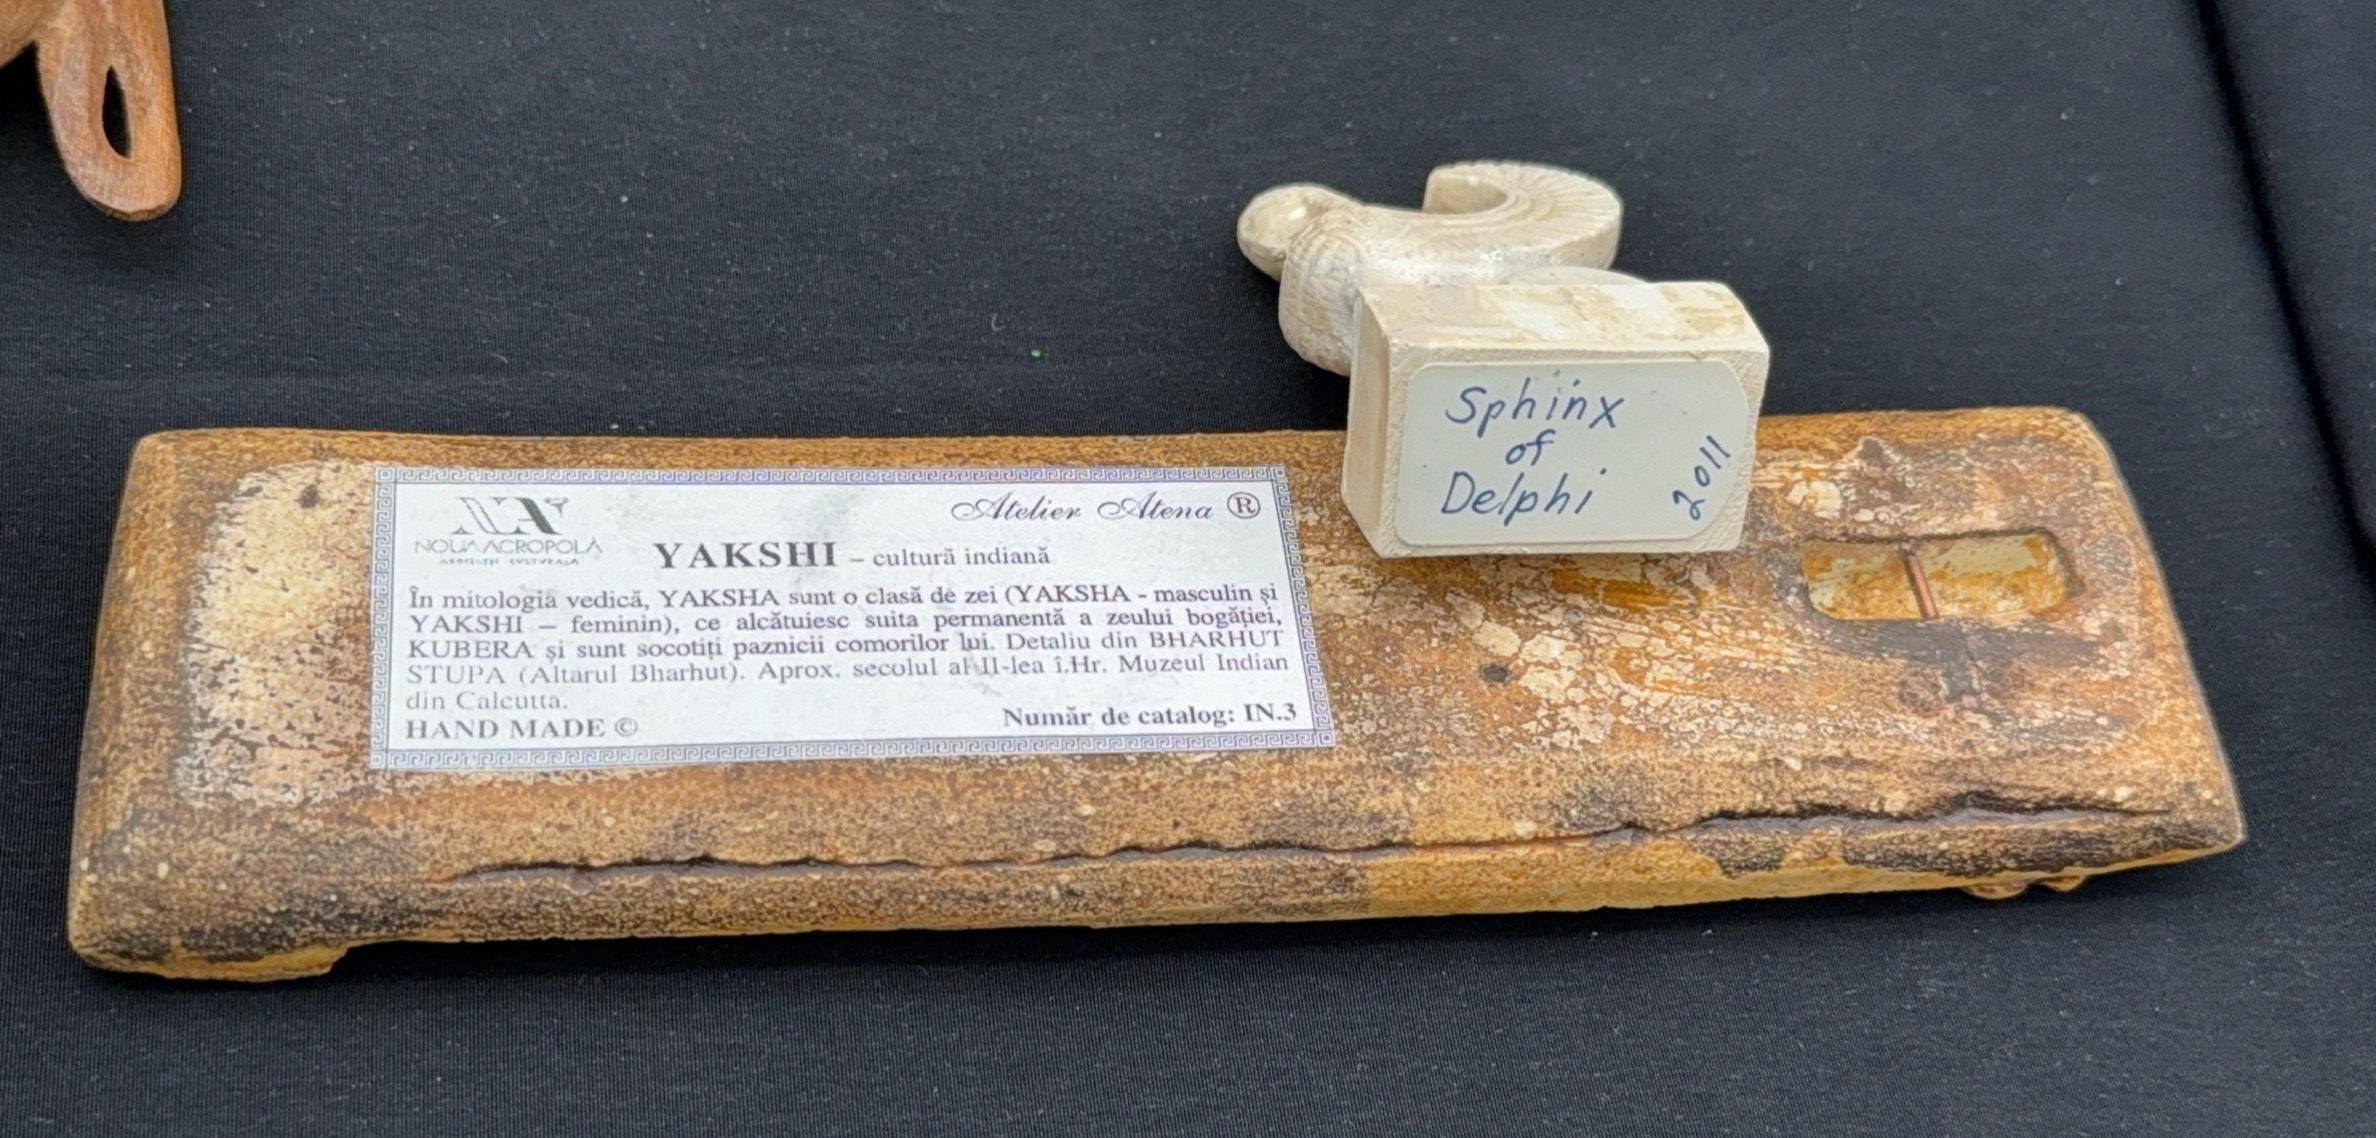 NOUA ACROPOLĂ
Atelier Atena ®
YAKSHI – cultură indiană
În mitologia vedică, YAKSHA sunt o clasă de zei (YAKSHA - masculin și
YAKSHI – feminin), ce alcătuiesc suita permanentă a zeului bogăției,
KUBERA și sunt socotiți paznicii comorilor lui. Detaliu din BHARHUT
STUPA (Altarul Bharhut). Aprox. secolul al II-lea î.Hr. Muzeul Indian
din Calcutta.
HAND MADE ©
Număr de catalog: IN.3
Sphinx
of
Delphi
2011